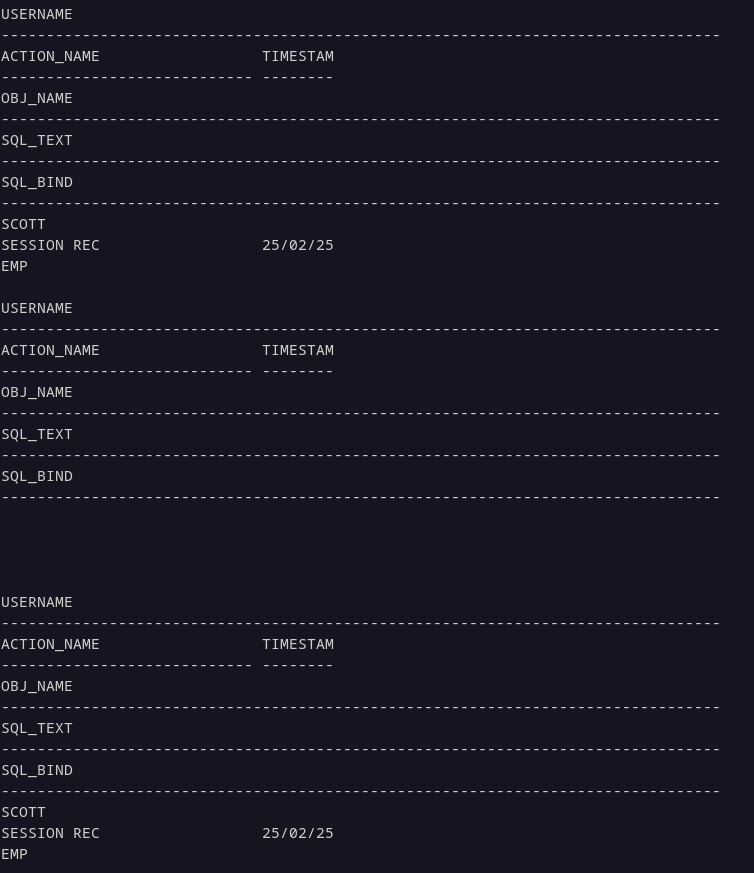 USERNAME
--------------------------------------------------------------------------------
ACTION_NAME                  TIMESTAM
---------------------------- --------
OBJ_NAME
--------------------------------------------------------------------------------
SQL_TEXT
--------------------------------------------------------------------------------
SQL_BIND
--------------------------------------------------------------------------------
SCOTT
SESSION REC                  25/02/25
EMP

USERNAME
--------------------------------------------------------------------------------
ACTION_NAME                  TIMESTAM
---------------------------- --------
OBJ_NAME
--------------------------------------------------------------------------------
SQL_TEXT
--------------------------------------------------------------------------------
SQL_BIND
--------------------------------------------------------------------------------

USERNAME
--------------------------------------------------------------------------------
ACTION_NAME                  TIMESTAM
---------------------------- --------
OBJ_NAME
--------------------------------------------------------------------------------
SQL_TEXT
--------------------------------------------------------------------------------
SQL_BIND
--------------------------------------------------------------------------------
SCOTT
SESSION REC                  25/02/25
EMP